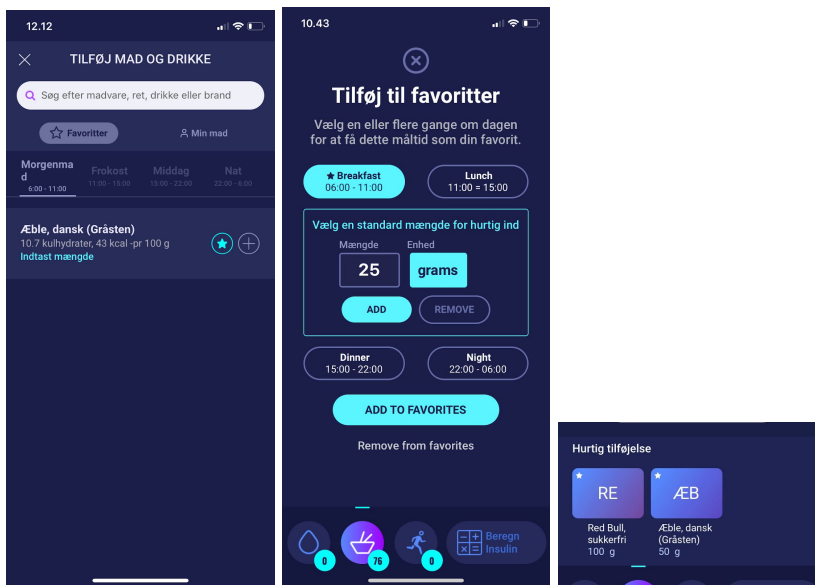 12.12
TILFØJ MAD OG DRIKKE
Søg efter madvare, ret, drikke eller brand
Favoritter
Min mad
Morgenma
d
6:00 - 11:00
Frokost
11:00 - 15:00
Middag
15:00 - 22:00
Nat
22:00 - 6:00
Æble, dansk (Gråsten)
10.7 kulhydrater, 43 kcal -pr 100 g
Indtast mængde
10.43
Tilføj til favoritter
Vælg en eller flere gange om dagen
for at få dette måltid som din favorit.
Breakfast
06:00 - 11:00
Lunch
11:00 = 15:00
Vælg en standard mængde for hurtig ind
Mængde
Enhed
25
grams
ADD
REMOVE
Dinner
15:00 - 22:00
Night
22:00 - 06:00
ADD TO FAVORITES
Remove from favorites
0
76
0
Beregn
Insulin
Hurtig tilføjelse
RE
ÆB
Red Bull,
sukkerfri
100 g
Æble, dansk
(Gråsten)
50 g